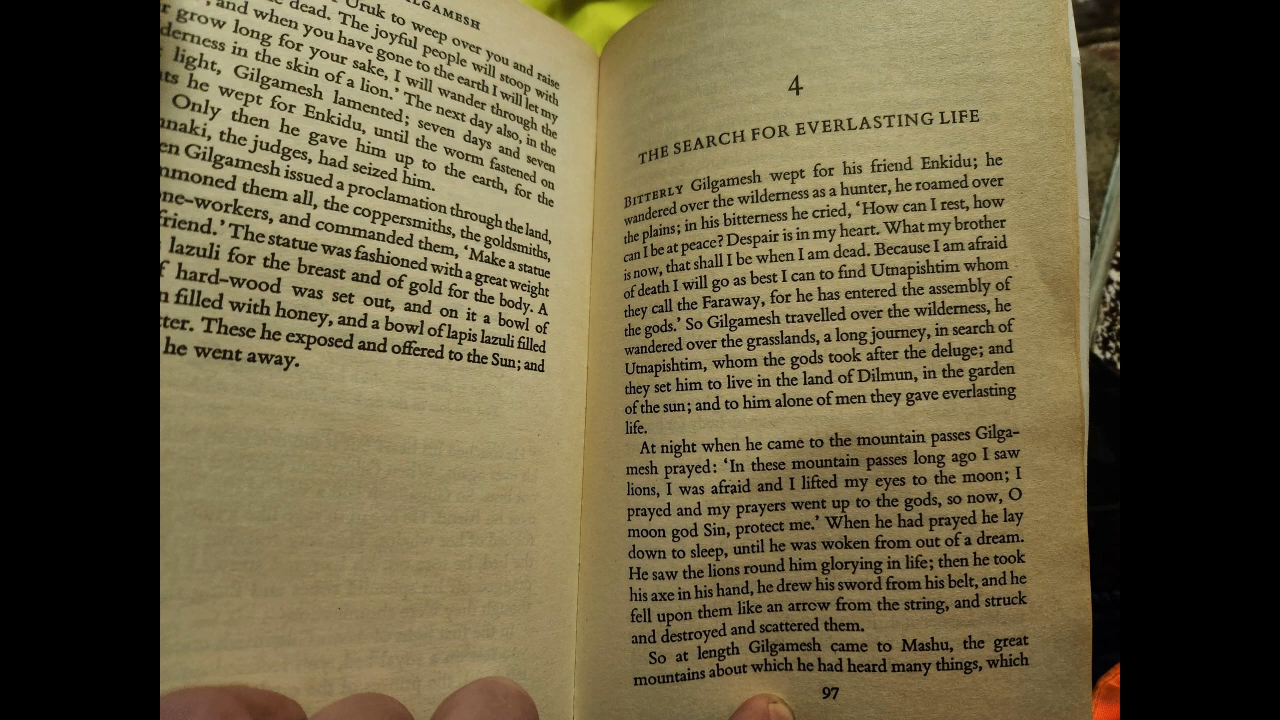 GILGAMESH
Uruk to weep over you and raise
dead. The joyful people will stoop with
, and when you have gone to the earth I will let my
grow long for your sake, I will wander through the
derness in the skin of a lion.' The next day also, in the
light, Gilgamesh lamented; seven days and seven
ts he wept for Enkidu, until the worm fastened on
Only then he gave him up to the earth, for the
nnaki, the judges, had seized him.
en Gilgamesh issued a proclamation through the land,
mmoned them all, the coppersmiths, the goldsmiths,
ne-workers, and commanded them, 'Make a statue
friend.' The statue was fashioned with a great weight
lazuli for the breast and of gold for the body. A
f hard-wood was set out, and on it a bowl of
n filled with honey, and a bowl of lapis lazuli filled
tter. These he exposed and offered to the Sun; and
he went away.
4
THE SEARCH FOR EVERLASTING LIFE
BITTERLY Gilgamesh wept for his friend Enkidu; he
wandered over the wilderness as a hunter, he roamed over
the plains; in his bitterness he cried, 'How can I rest, how
can I be at peace? Despair is in my heart. What my brother
is now, that shall I be when I am dead. Because I am afraid
of death I will go as best I can to find Utnapishtim whom
they call the Faraway, for he has entered the assembly of
the gods.' So Gilgamesh travelled over the wilderness, he
wandered over the grasslands, a long journey, in search of
Utnapishtim, whom the gods took after the deluge; and
they set him to live in the land of Dilmun, in the garden
of the sun; and to him alone of men they gave everlasting
life.
At night when he came to the mountain passes Gilga-
mesh prayed: 'In these mountain passes long ago I saw
lions, I was afraid and I lifted my eyes to the moon; I
prayed and my prayers went up to the gods, so now, O
moon god Sin, protect me.' When he had prayed he lay
down to sleep, until he was woken from out of a dream.
He saw the lions round him glorying in life; then he took
his axe in his hand, he drew his sword from his belt, and he
fell upon them like an arrow from the string, and struck
and destroyed and scattered them.
So at length Gilgamesh came to Mashu, the great
mountains about which he had heard many things, which
97